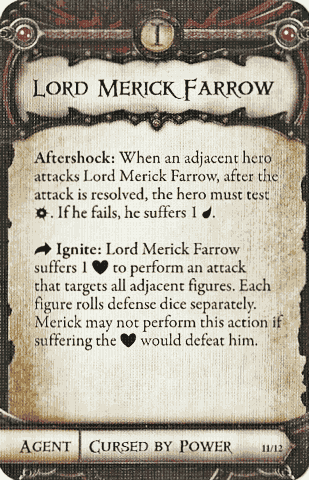 I
LORD MERICK FARROW
Aftershock: When an adjacent hero
attacks Lord Merick Farrow, after the
attack is resolved, the hero must test
. If he fails, he suffers 1 .
Ignite: Lord Merick Farrow
suffers 1 ♥ to perform an attack
that targets all adjacent figures. Each
figure rolls defense dice separately.
Merick may not perform this action if
suffering the ♥ would defeat him.
AGENT CURSED BY POWER 11/12